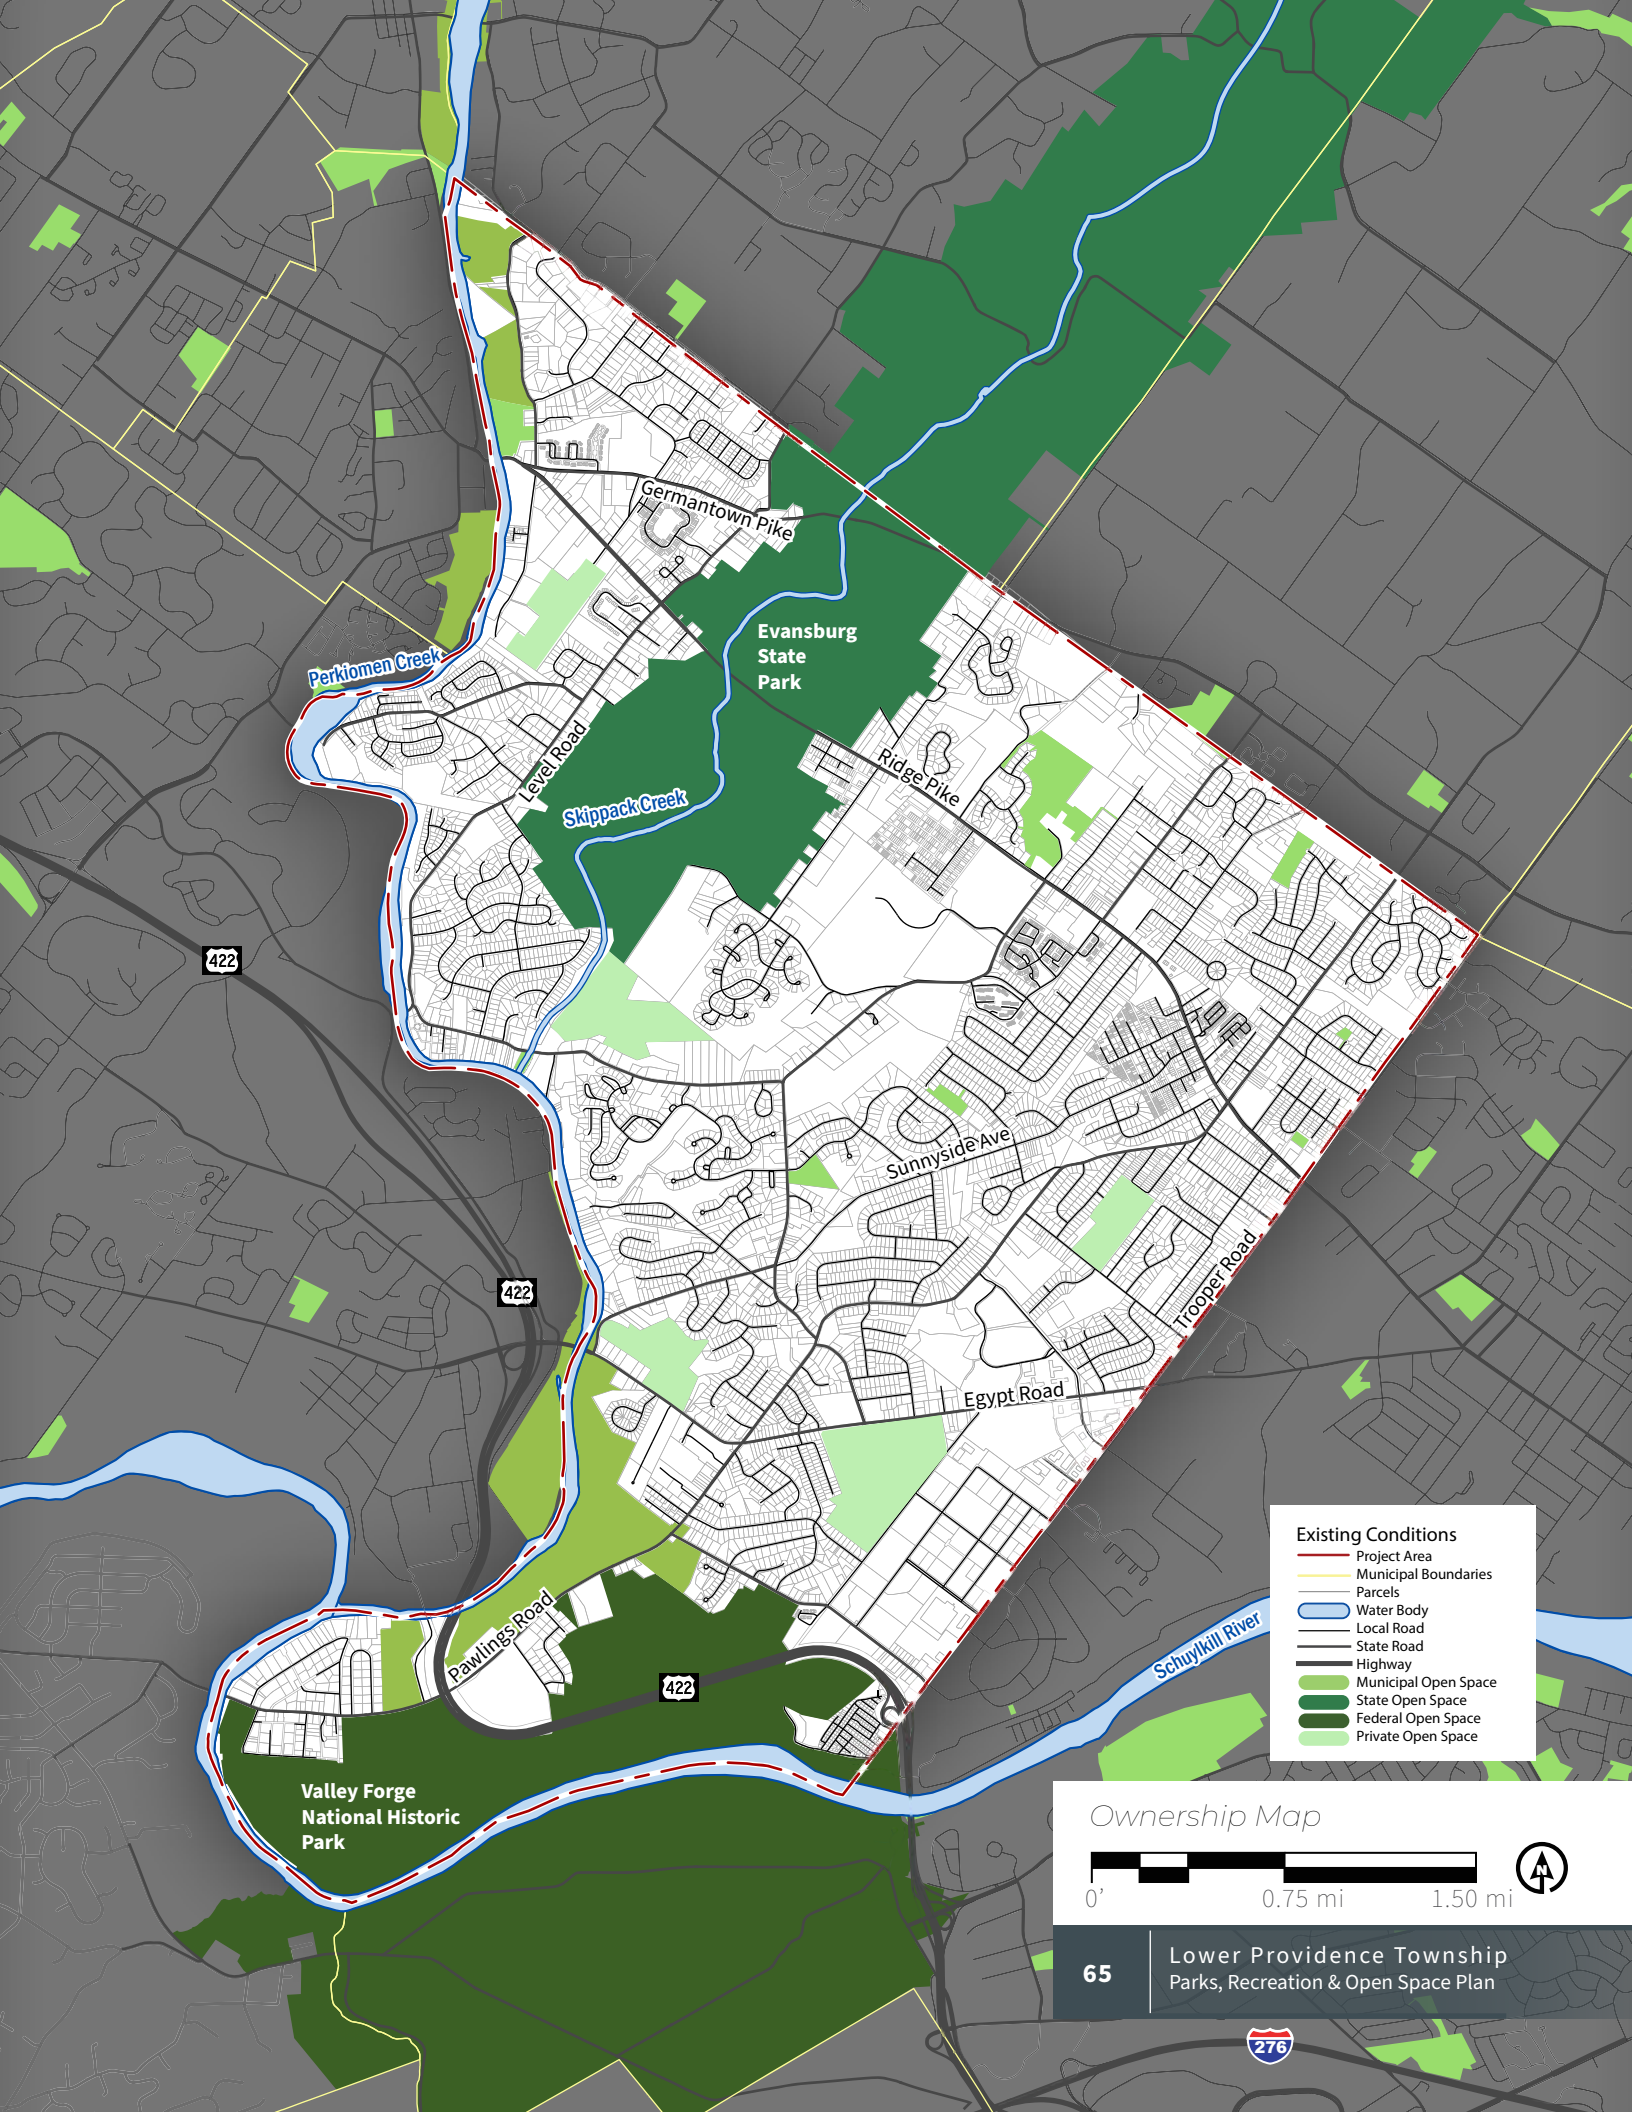 Germantown Pike
Evansburg
State
Park
Perkiomen Creek
Level Road
Ridge Pike
Skippack Creek
422
Sunnyside Ave
Trooper Road
422
Egypt Road
Existing Conditions
Project Area
Municipal Boundaries
Parcels
Water Body
Local Road
State Road
Highway
Municipal Open Space
State Open Space
Federal Open Space
Private Open Space
Pawlings Road
Schuylkill River
422
Valley Forge
National Historic
Park
Ownership Map
N
0'
0.75 mi
1.50 mi
65
Lower Providence Township
Parks, Recreation & Open Space Plan
276